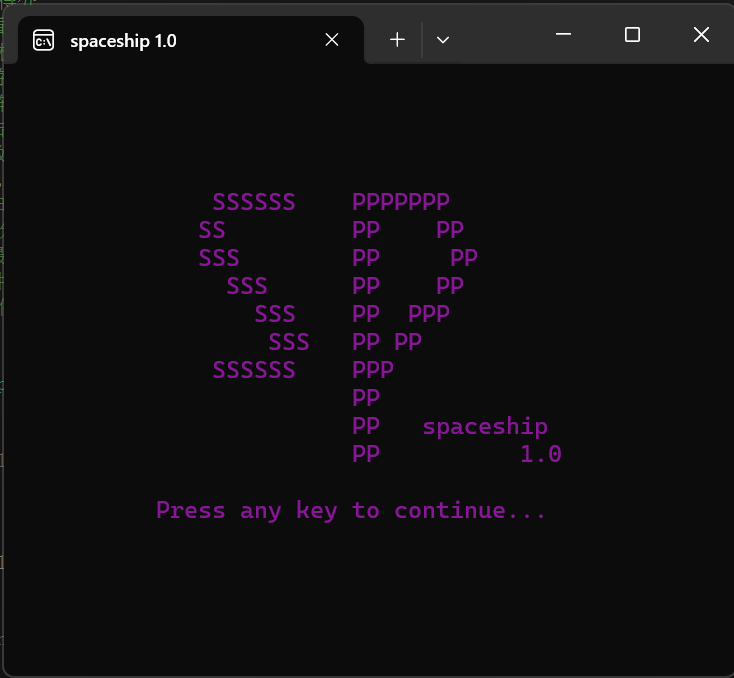 spaceship 1.0
SSSSSS    PPPPPPP
SS         PP    PP
SSS        PP     PP
SSS      PP    PP
SSS    PP  PPP
SSS   PP PP
SSSSSS    PPP
PP
PP   spaceship
PP          1.0
Press any key to continue...